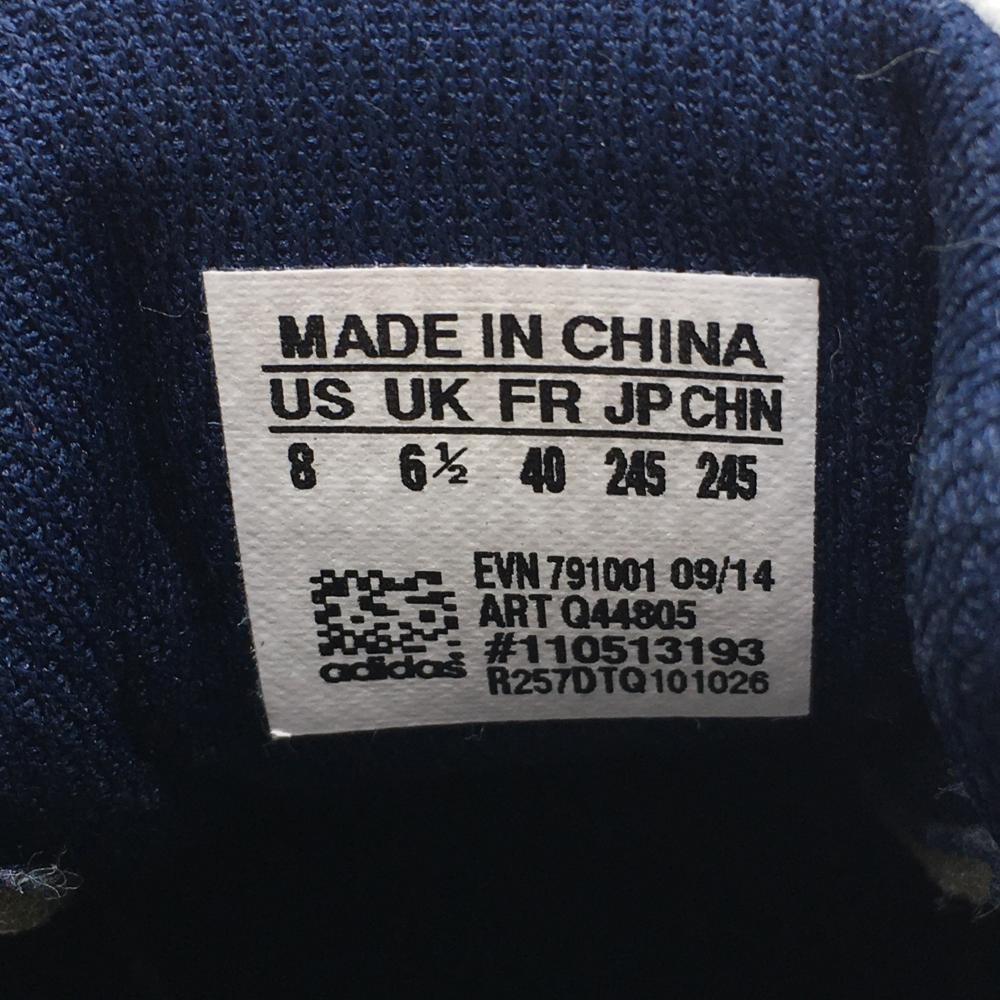 MADE IN CHINA
US UK FR JP CHN
8 6½ 40 245 245
EVN 791001 09/14
ART Q44805
#110513193
adidas R257DTQ101026